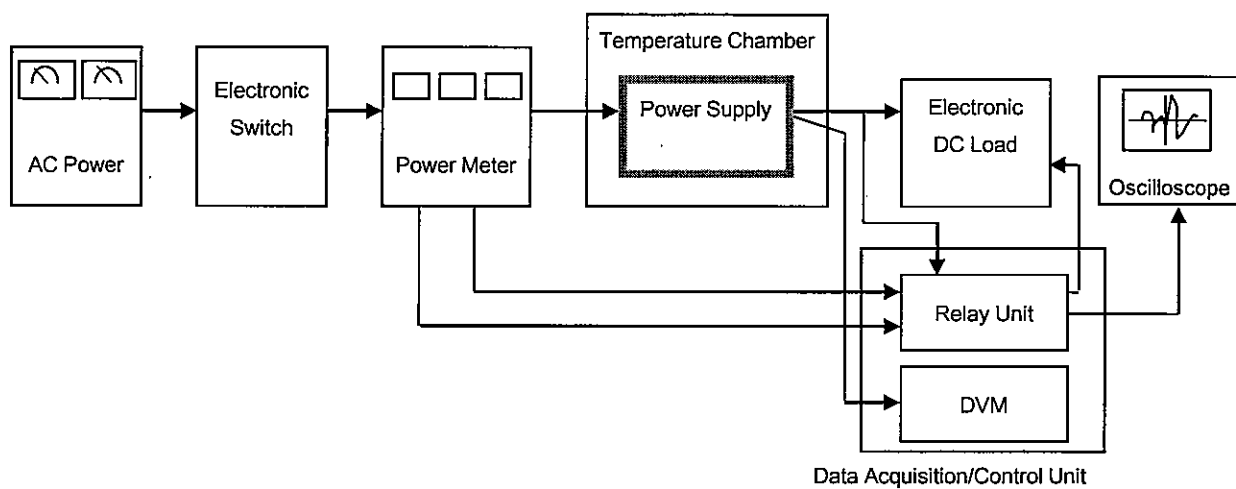 AC Power
Electronic
Switch
Power Meter
Temperature Chamber
Power Supply
Electronic
DC Load
Oscilloscope
Relay Unit
DVM
Data Acquisition/Control Unit